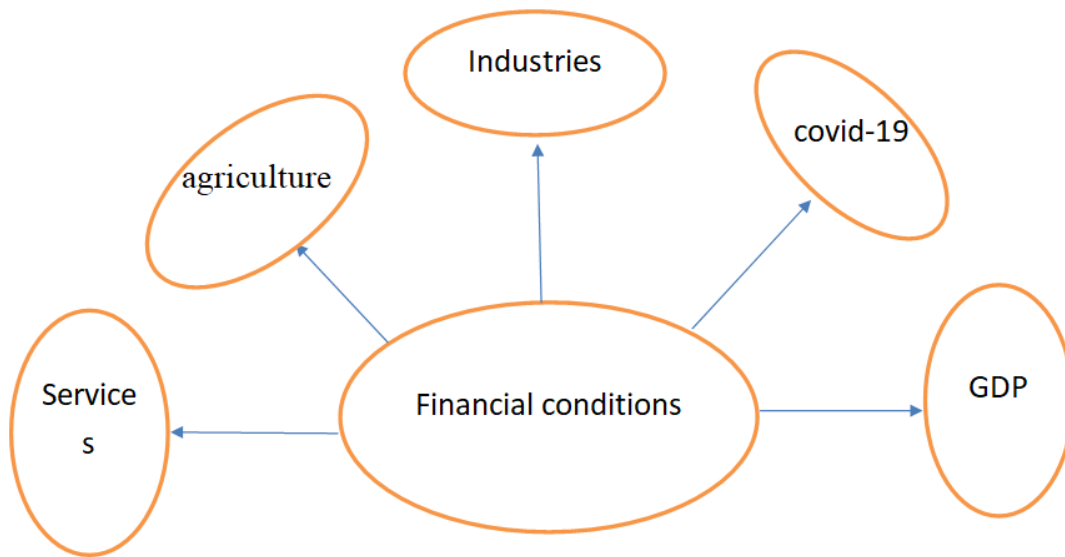 Industries
covid-19
agriculture
GDP
Service
s
Financial conditions